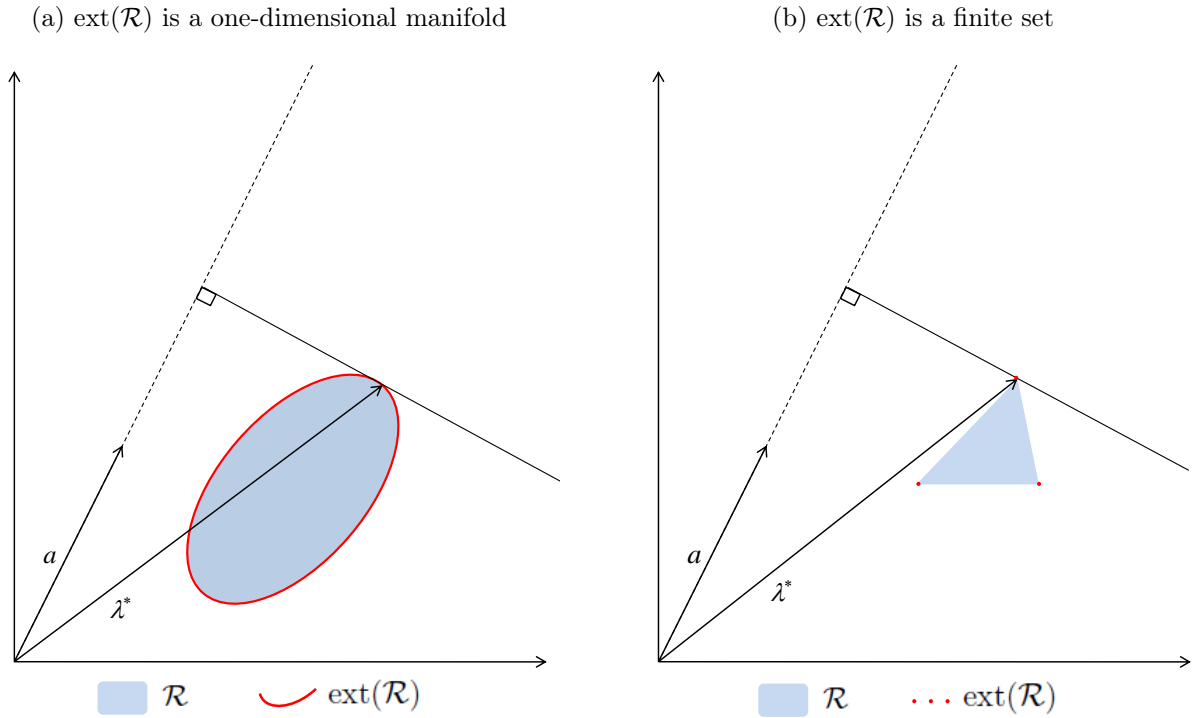 (a) ext(ℛ) is a one-dimensional manifold
(b) ext(ℛ) is a finite set
a
λ*
a
λ*
ℛ
ext(ℛ)
ℛ
ext(ℛ)